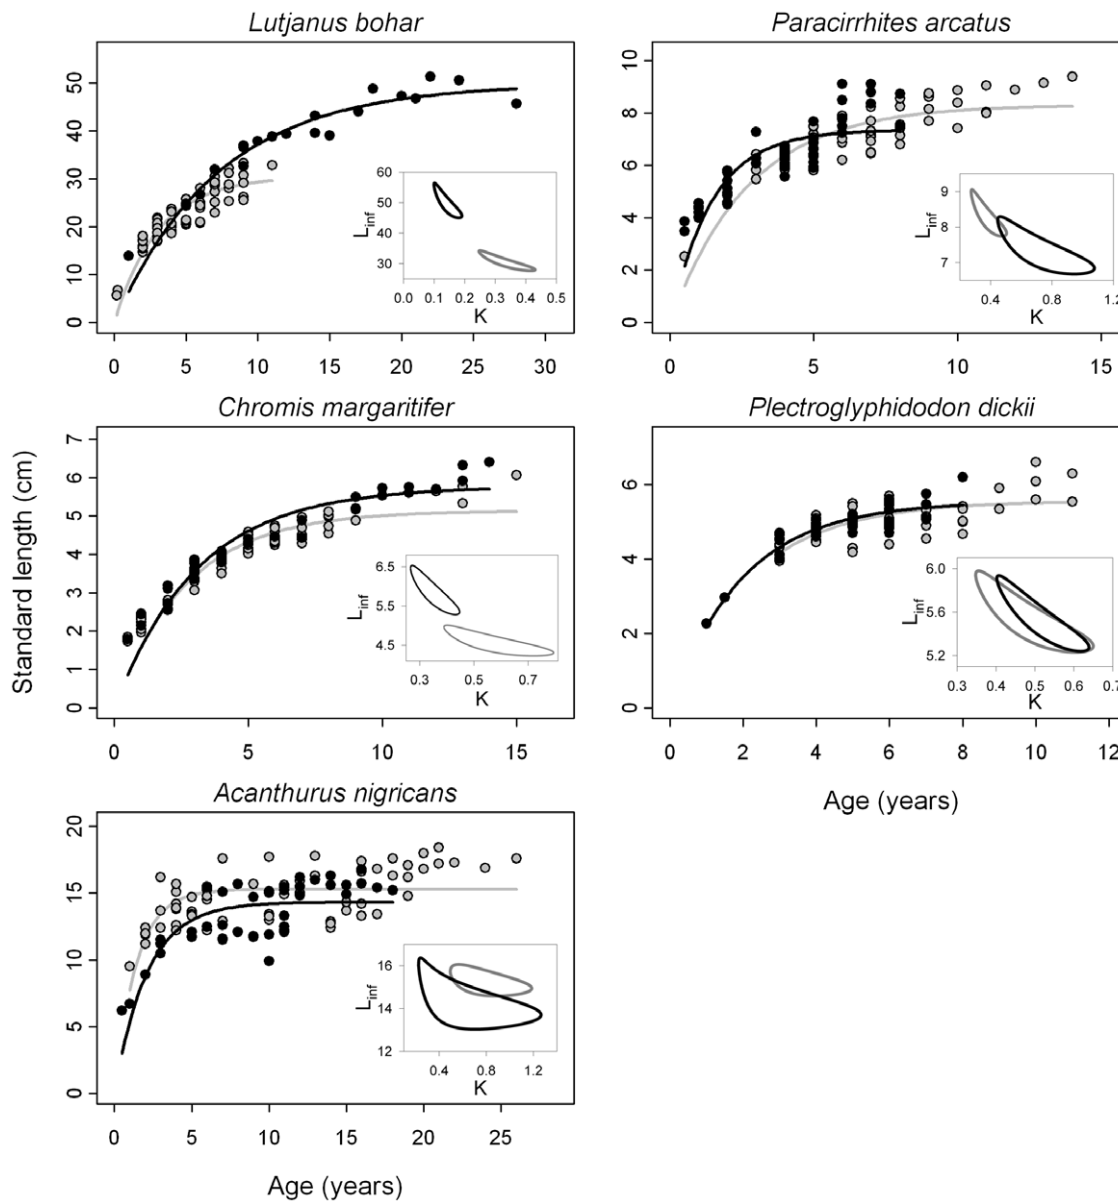 Lutjanus bohar
Paracirrhites arcatus
0 10 20 30 40 50
L inf
30 40 50 60
0.0 0.1 0.2 0.3 0.4 0.5
K
0 5 10 15 20 25 30
0 2 4 6 8 10
L inf
7 8 9
0.4 0.8 1.2
K
0 5 10 15
Chromis margaritifer
Plectroglyphidodon dickii
Standard length (cm)
0 1 2 3 4 5 6 7
L inf
4.5 5.5 6.5
0.3 0.5 0.7
K
0 5 10 15
0 2 4 6
L inf
5.2 5.6 6.0
0.3 0.4 0.5 0.6 0.7
K
0 2 4 6 8 10 12
Age (years)
Acanthurus nigricans
0 5 10 15 20
L inf
12 14 16
0.4 0.8 1.2
K
0 5 10 15 20 25
Age (years)